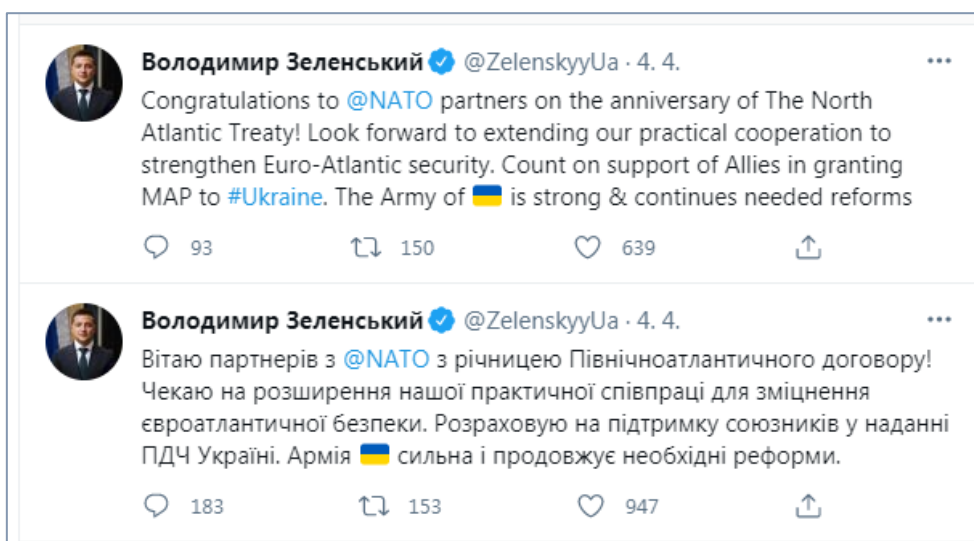 Володимир Зеленський @ZelenskyyUa · 4. 4.
Congratulations to @NATO partners on the anniversary of The North
Atlantic Treaty! Look forward to extending our practical cooperation to
strengthen Euro-Atlantic security. Count on support of Allies in granting
MAP to #Ukraine. The Army of 🇺🇦 is strong & continues needed reforms
93 150 639
Володимир Зеленський @ZelenskyyUa · 4. 4.
Вітаю партнерів з @NATO з річницею Північноатлантичного договору!
Чекаю на розширення нашої практичної співпраці для зміцнення
євроатлантичної безпеки. Розраховую на підтримку союзників у наданні
ПДЧ Україні. Армія 🇺🇦 сильна і продовжує необхідні реформи.
183 153 947